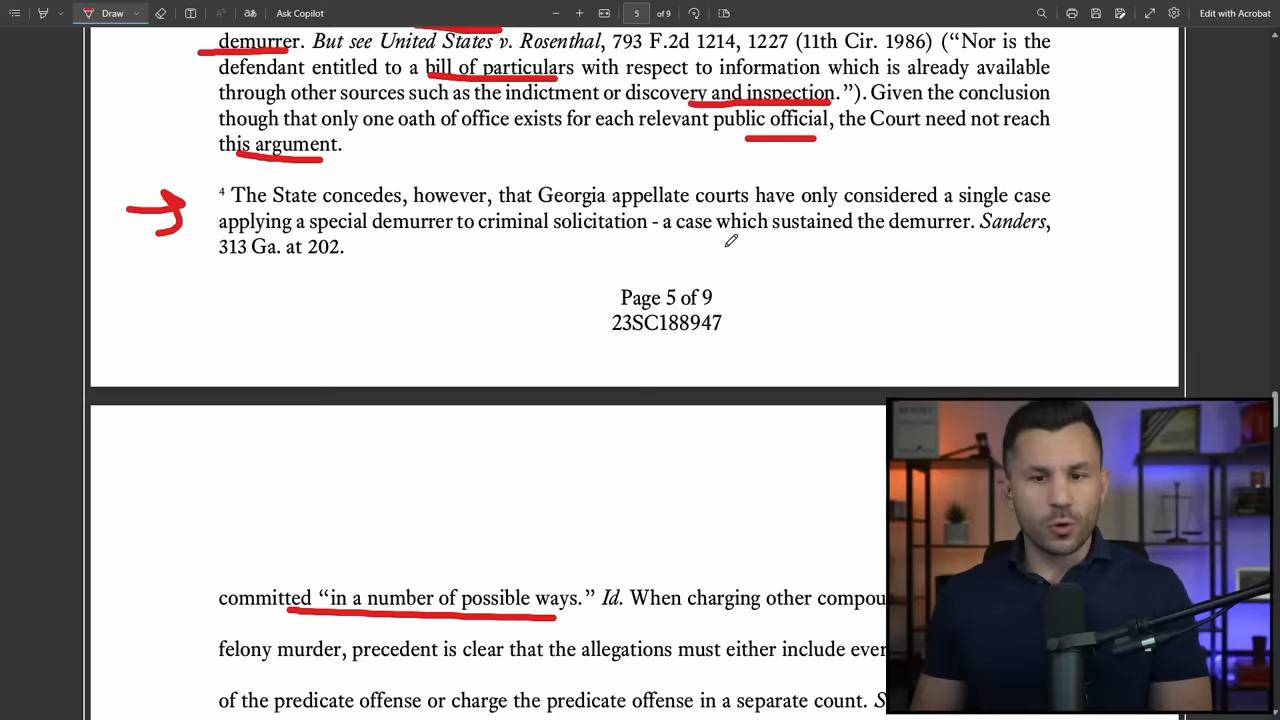 Draw
Ask Copilot
5 of 9
Edit with Acrobat
demurrer. But see United States v. Rosenthal, 793 F.2d 1214, 1227 (11th Cir. 1986) (“Nor is the
defendant entitled to a bill of particulars with respect to information which is already available
through other sources such as the indictment or discovery and inspection.”). Given the conclusion
though that only one oath of office exists for each relevant public official, the Court need not reach
this argument.
4 The State concedes, however, that Georgia appellate courts have only considered a single case
applying a special demurrer to criminal solicitation - a case which sustained the demurrer. Sanders,
313 Ga. at 202.
Page 5 of 9
23SC188947
committed “in a number of possible ways.” Id. When charging other
felony murder, precedent is clear that the allegations must either include
of the predicate offense or charge the predicate offense in a separate count.